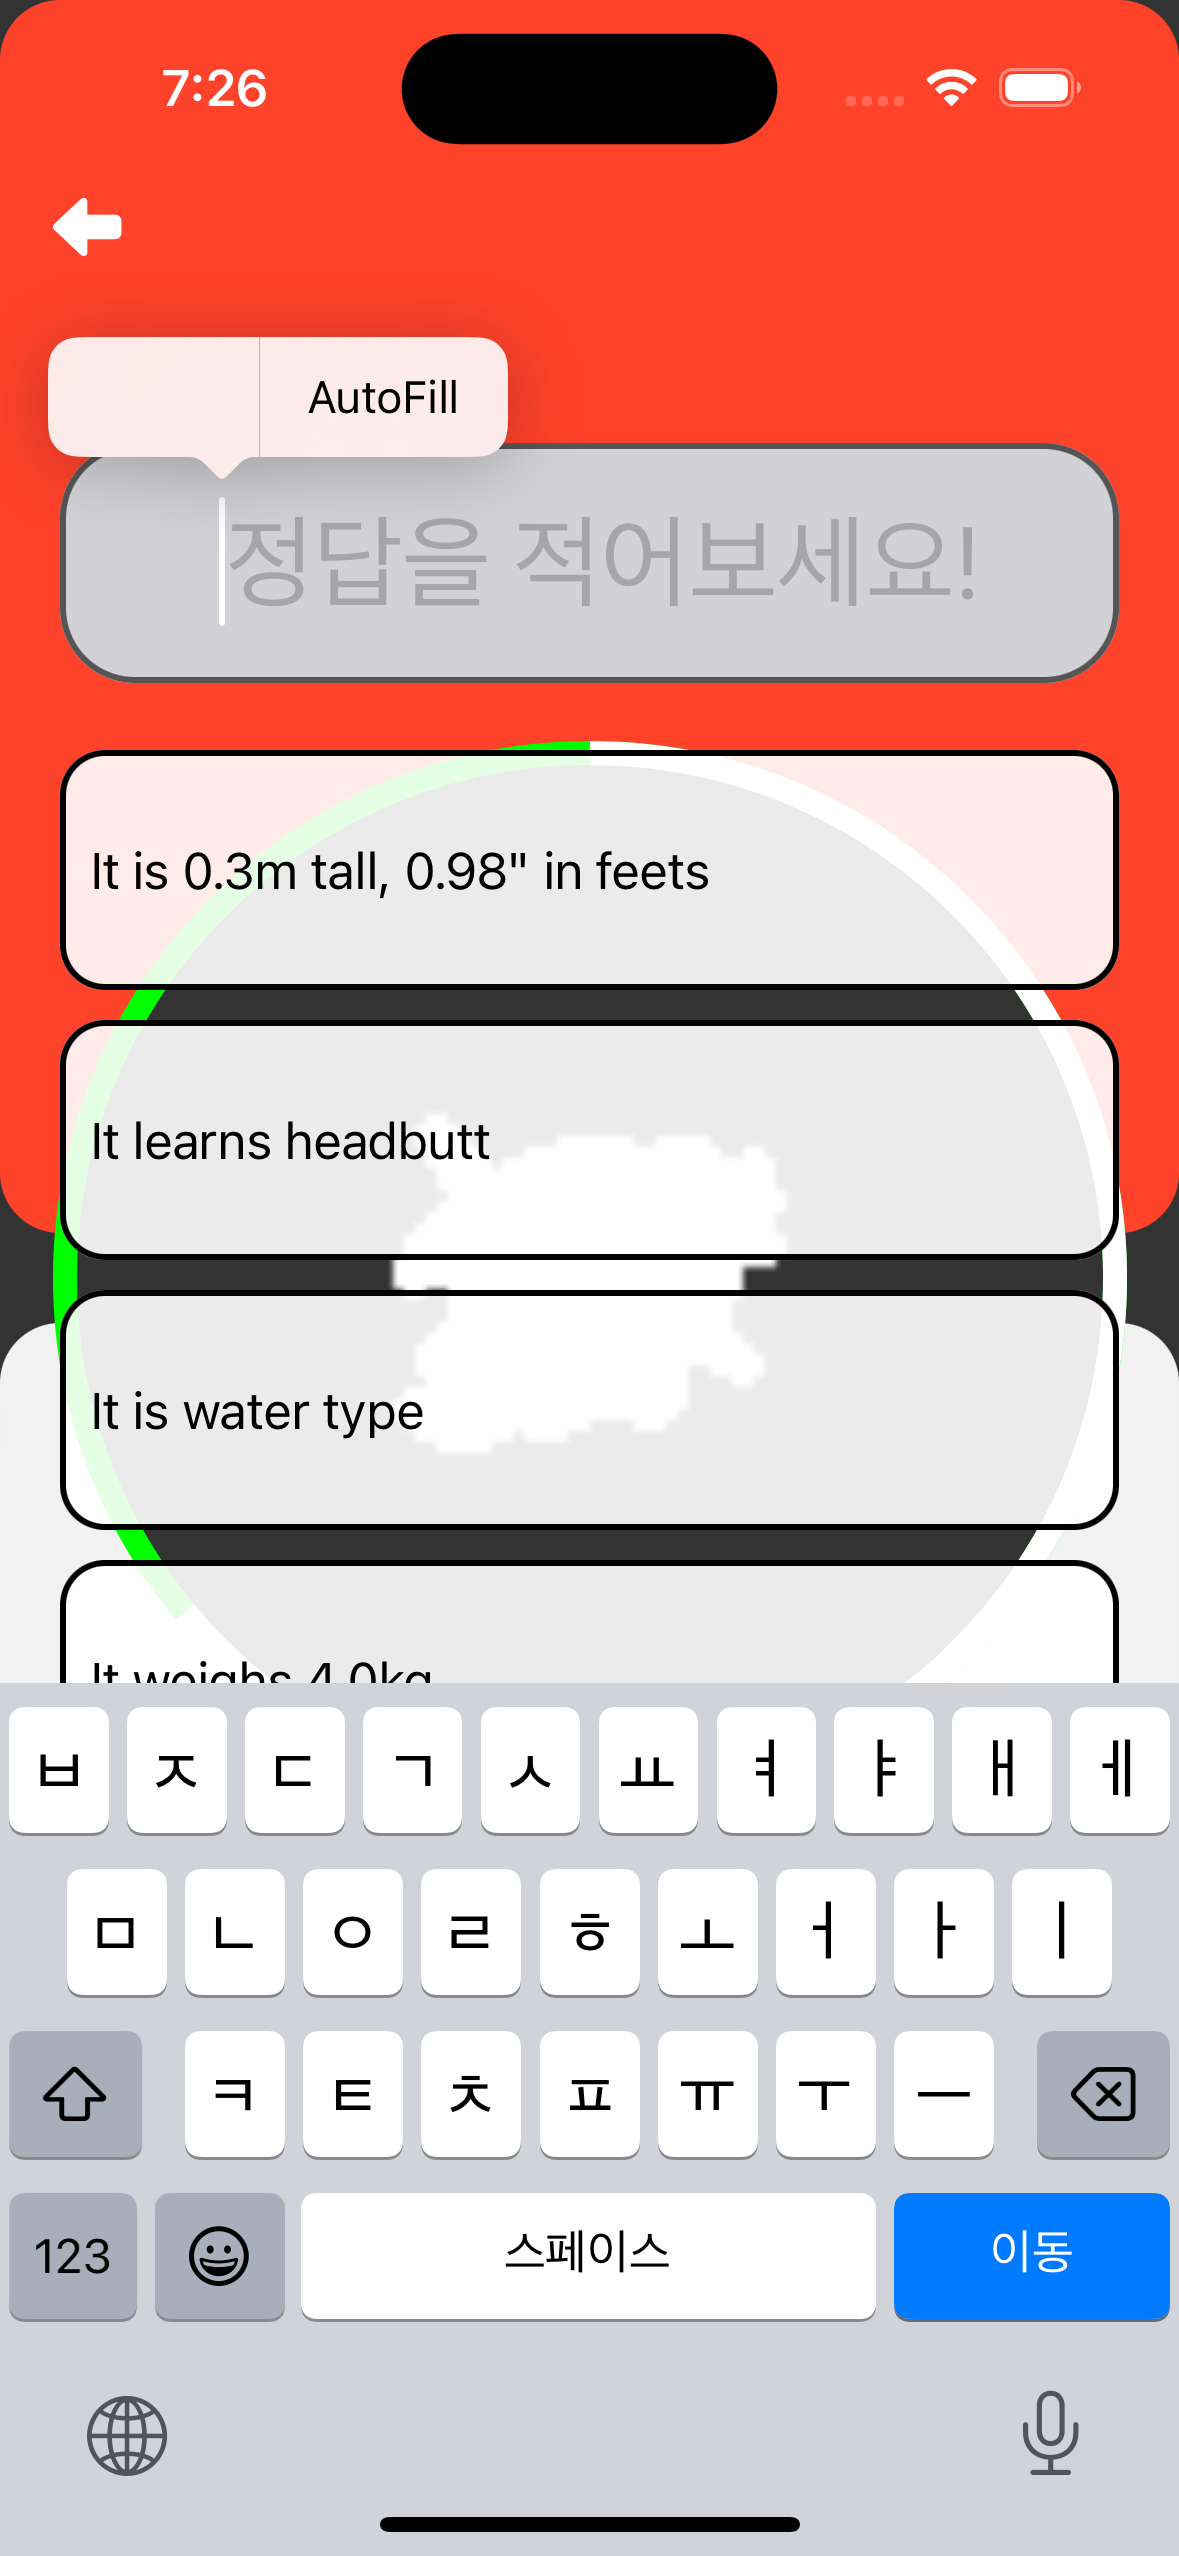 7:26
AutoFill
정답을 적어보세요!
It is 0.3m tall, 0.98" in feets
It learns headbutt
It is water type
It weighs 4.0kg
ㅂ ㅈ ㄷ ㄱ ㅅ ㅛ ㅕ ㅑ ㅐ ㅔ
ㅁ ㄴ ㅇ ㄹ ㅎ ㅗ ㅓ ㅏ ㅣ
ㅋ ㅌ ㅊ ㅍ ㅠ ㅜ ㅡ
123 스페이스 이동